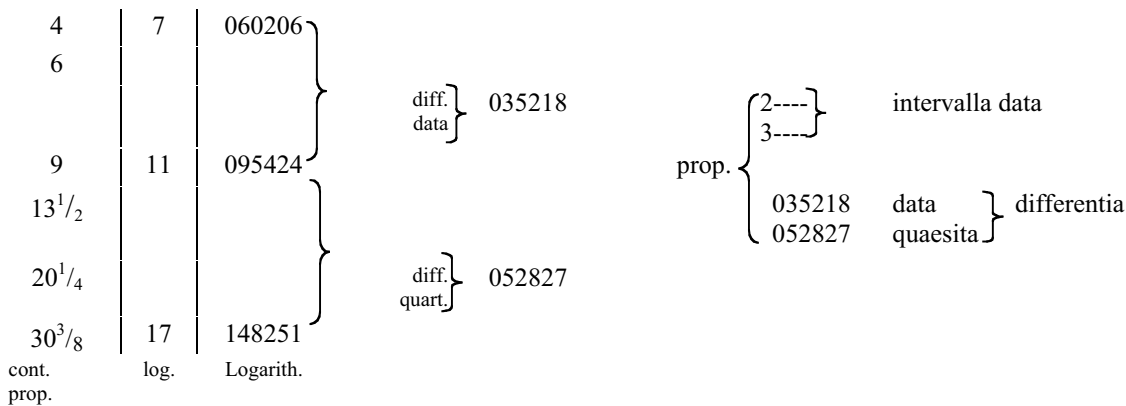 4 7 060206
6
diff. data 035218
2---- intervalla data
3----
9 11 095424
prop.
13 1/2
035218 data differentia
052827 quaesita
20 1/4
diff. quart. 052827
30 3/8 17 148251
cont. prop. log. Logarith.